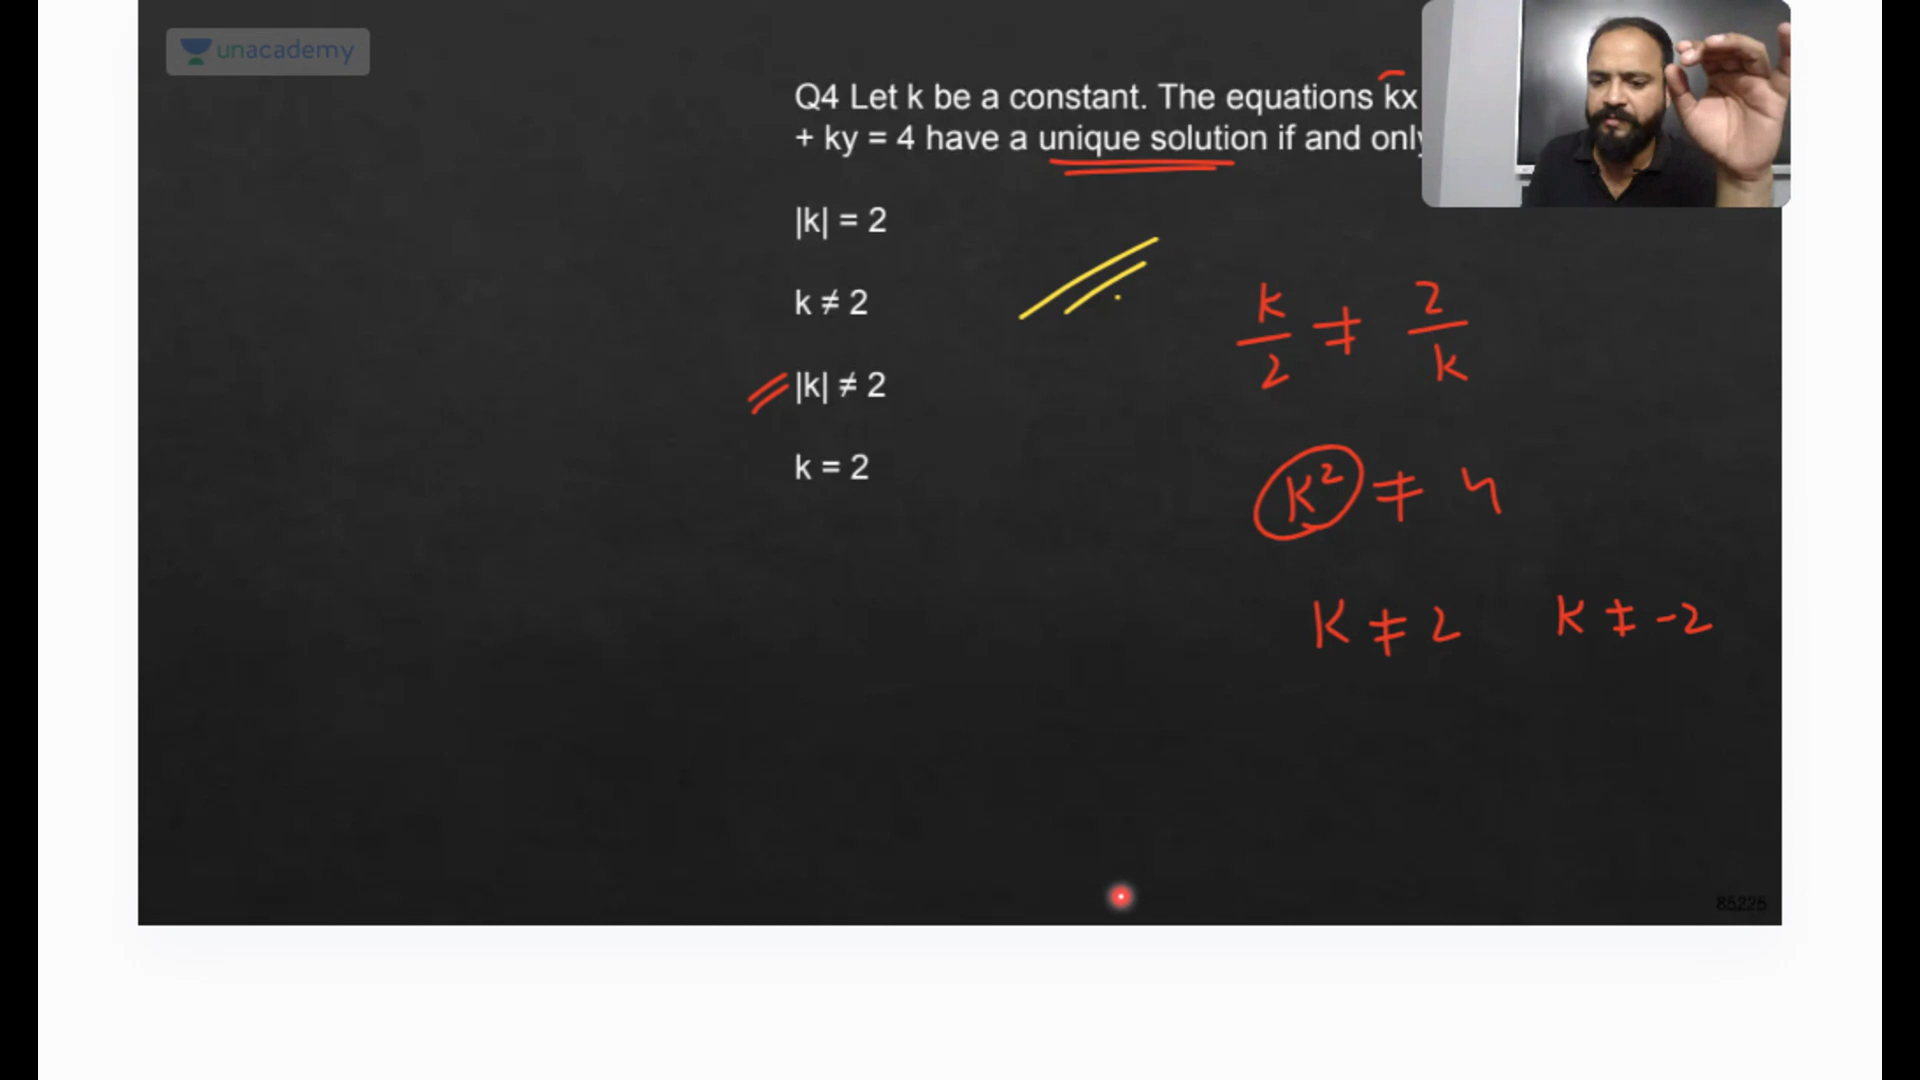 unacademy
Q4 Let k be a constant. The equations kx
+ ky = 4 have a unique solution if and only
|k| = 2
k ≠ 2
|k| ≠ 2
k = 2
k/2 ≠ 2/k
k² ≠ 4
k ≠ 2 k ≠ -2
85225